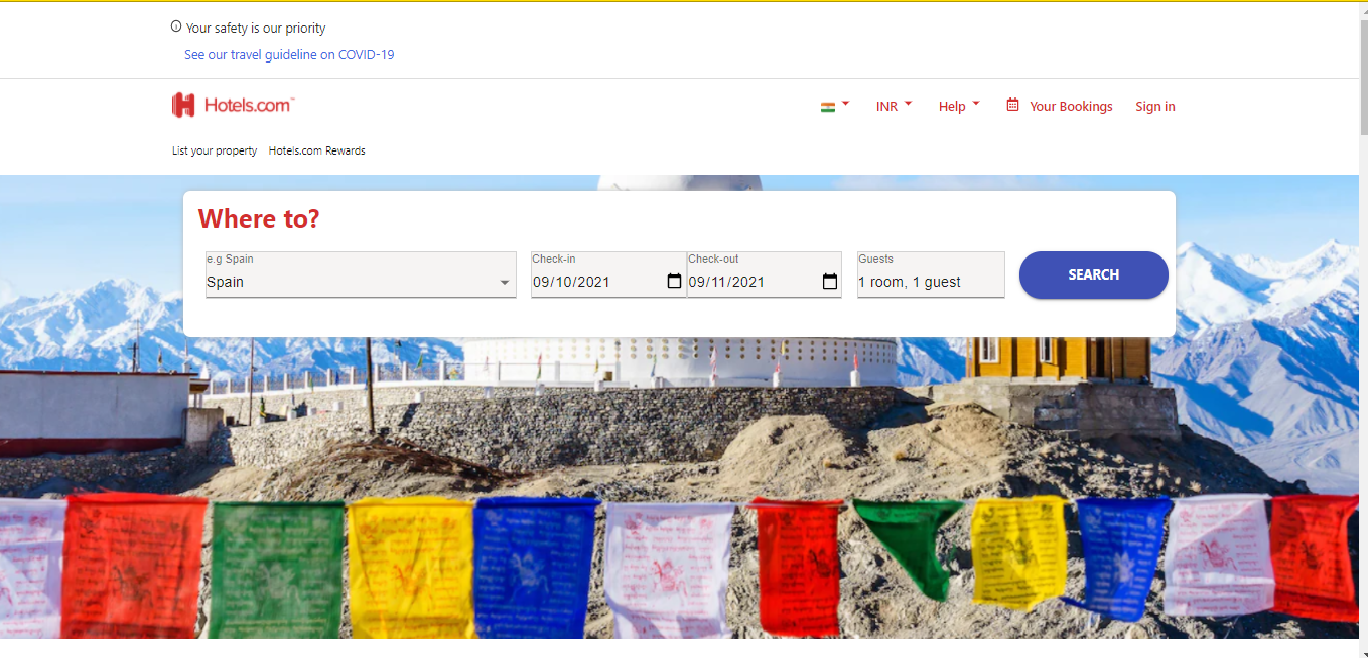 Your safety is our priority
See our travel guideline on COVID-19
Hotels.com™
INR Help Your Bookings Sign in
List your property Hotels.com Rewards
Where to?
e.g Spain Check-in Check-out Guests
Spain 09/10/2021 09/11/2021 1 room, 1 guest SEARCH